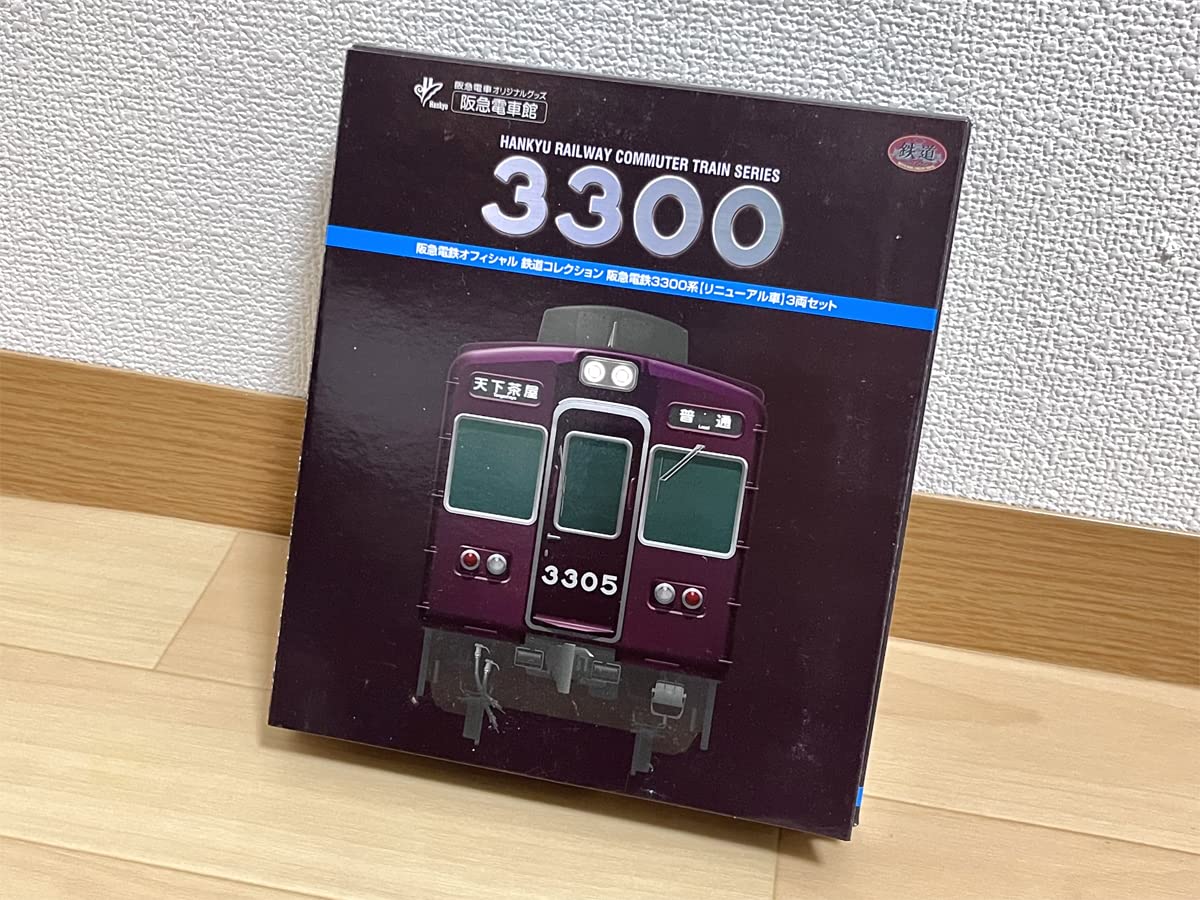 Hankyu
阪急電車オリジナルグッズ
阪急電車館
鉄道
HANKYU RAILWAY COMMUTER TRAIN SERIES
3300
阪急電鉄オフィシャル 鉄道コレクション 阪急電鉄3300系[リニューアル車]3両セット
天下茶屋
普通
Local
3305